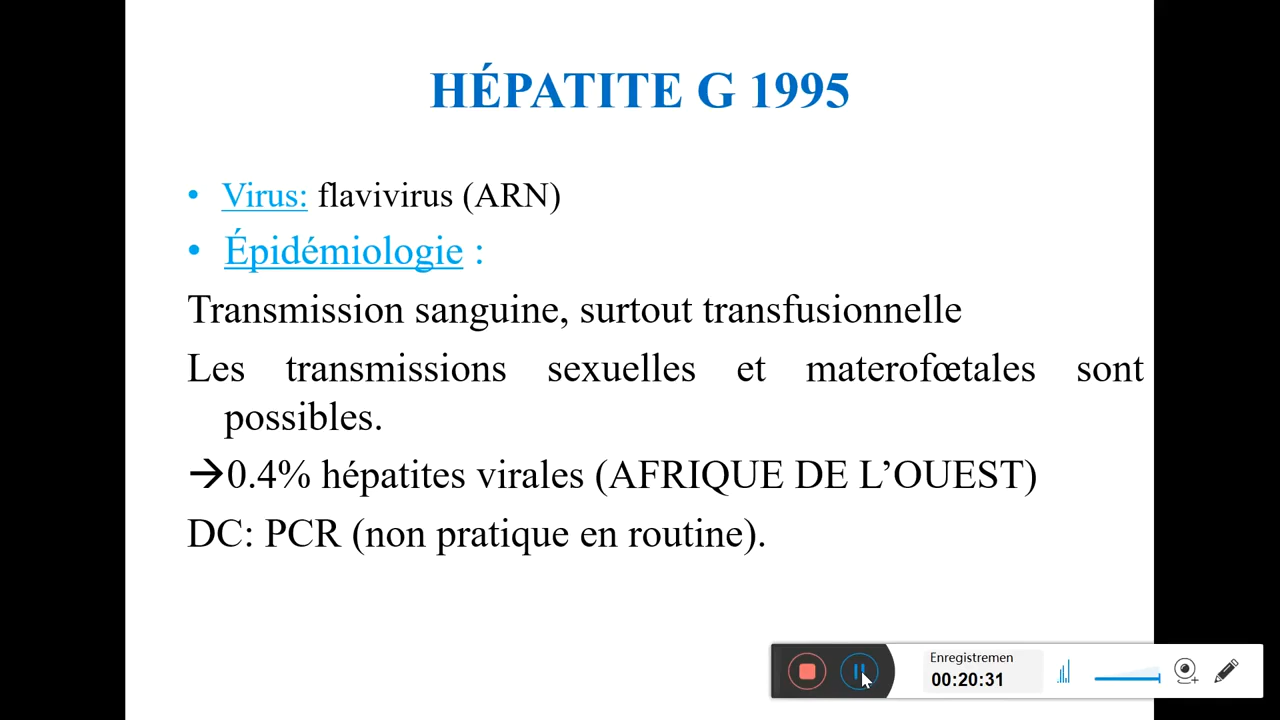 HÉPATITE G 1995
• Virus: flavivirus (ARN)
• Épidémiologie :
Transmission sanguine, surtout transfusionnelle
Les transmissions sexuelles et materofœtales sont
possibles.
→0.4% hépatites virales (AFRIQUE DE L’OUEST)
DC: PCR (non pratique en routine).
Enregistremen
00:20:31